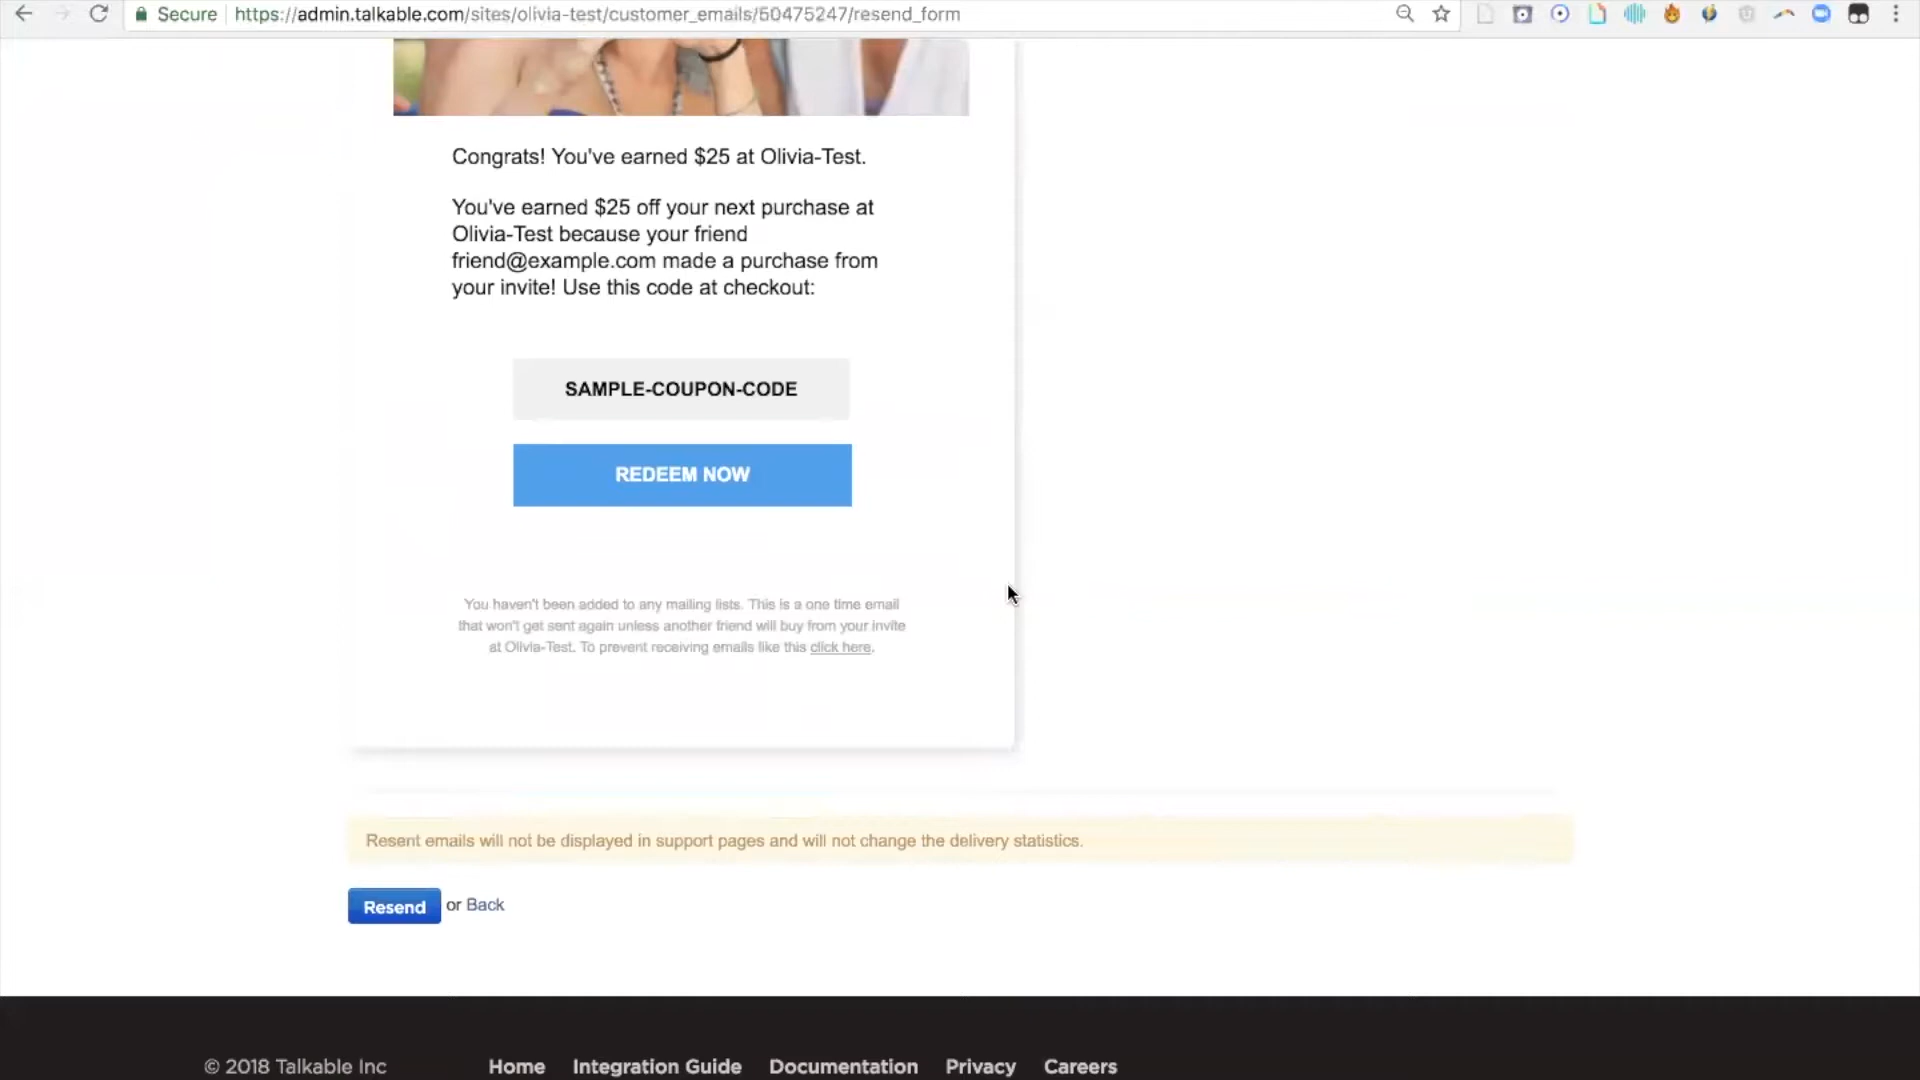 Secure https://admin.talkable.com/sites/olivia-test/customer_emails/50475247/resend_form
Congrats! You've earned $25 at Olivia-Test.
You've earned $25 off your next purchase at
Olivia-Test because your friend
friend@example.com made a purchase from
your invite! Use this code at checkout:
SAMPLE-COUPON-CODE
REDEEM NOW
You haven't been added to any mailing lists. This is a one time email
that won't get sent again unless another friend will buy from your invite
at Olivia-Test. To prevent receiving emails like this click here.
Resent emails will not be displayed in support pages and will not change the delivery statistics.
Resend or Back
© 2018 Talkable Inc Home Integration Guide Documentation Privacy Careers